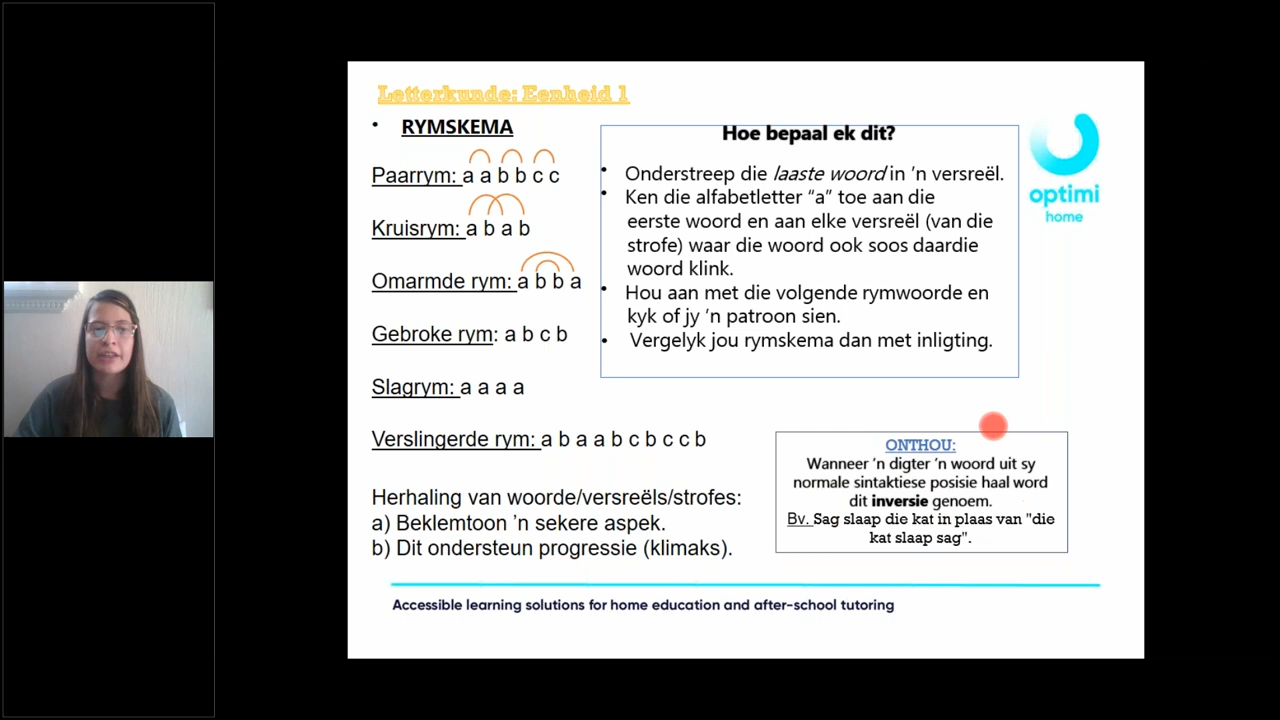 Letterkunde: Eenheid 1
• RYMSKEMA
Paarrym: a a b b c c
Kruisrym: a b a b
Omarmde rym: a b b a
Gebroke rym: a b c b
Slagrym: a a a a
Verslingerde rym: a b a a b c b c c b
Herhaling van woorde/versreëls/strofes:
a) Beklemtoon ’n sekere aspek.
b) Dit ondersteun progressie (klimaks).
Hoe bepaal ek dit?
• Onderstreep die laaste woord in ’n versreël.
• Ken die alfabetletter “a” toe aan die
eerste woord en aan elke versreël (van die
strofe) waar die woord ook soos daardie
woord klink.
• Hou aan met die volgende rymwoorde en
kyk of jy ’n patroon sien.
• Vergelyk jou rymskema dan met inligting.
optimi
home
ONTHOU:
Wanneer ’n digter ’n woord uit sy
normale sintaktiese posisie haal word
dit inversie genoem.
Bv. Sag slaap die kat in plaas van "die
kat slaap sag".
Accessible learning solutions for home education and after-school tutoring